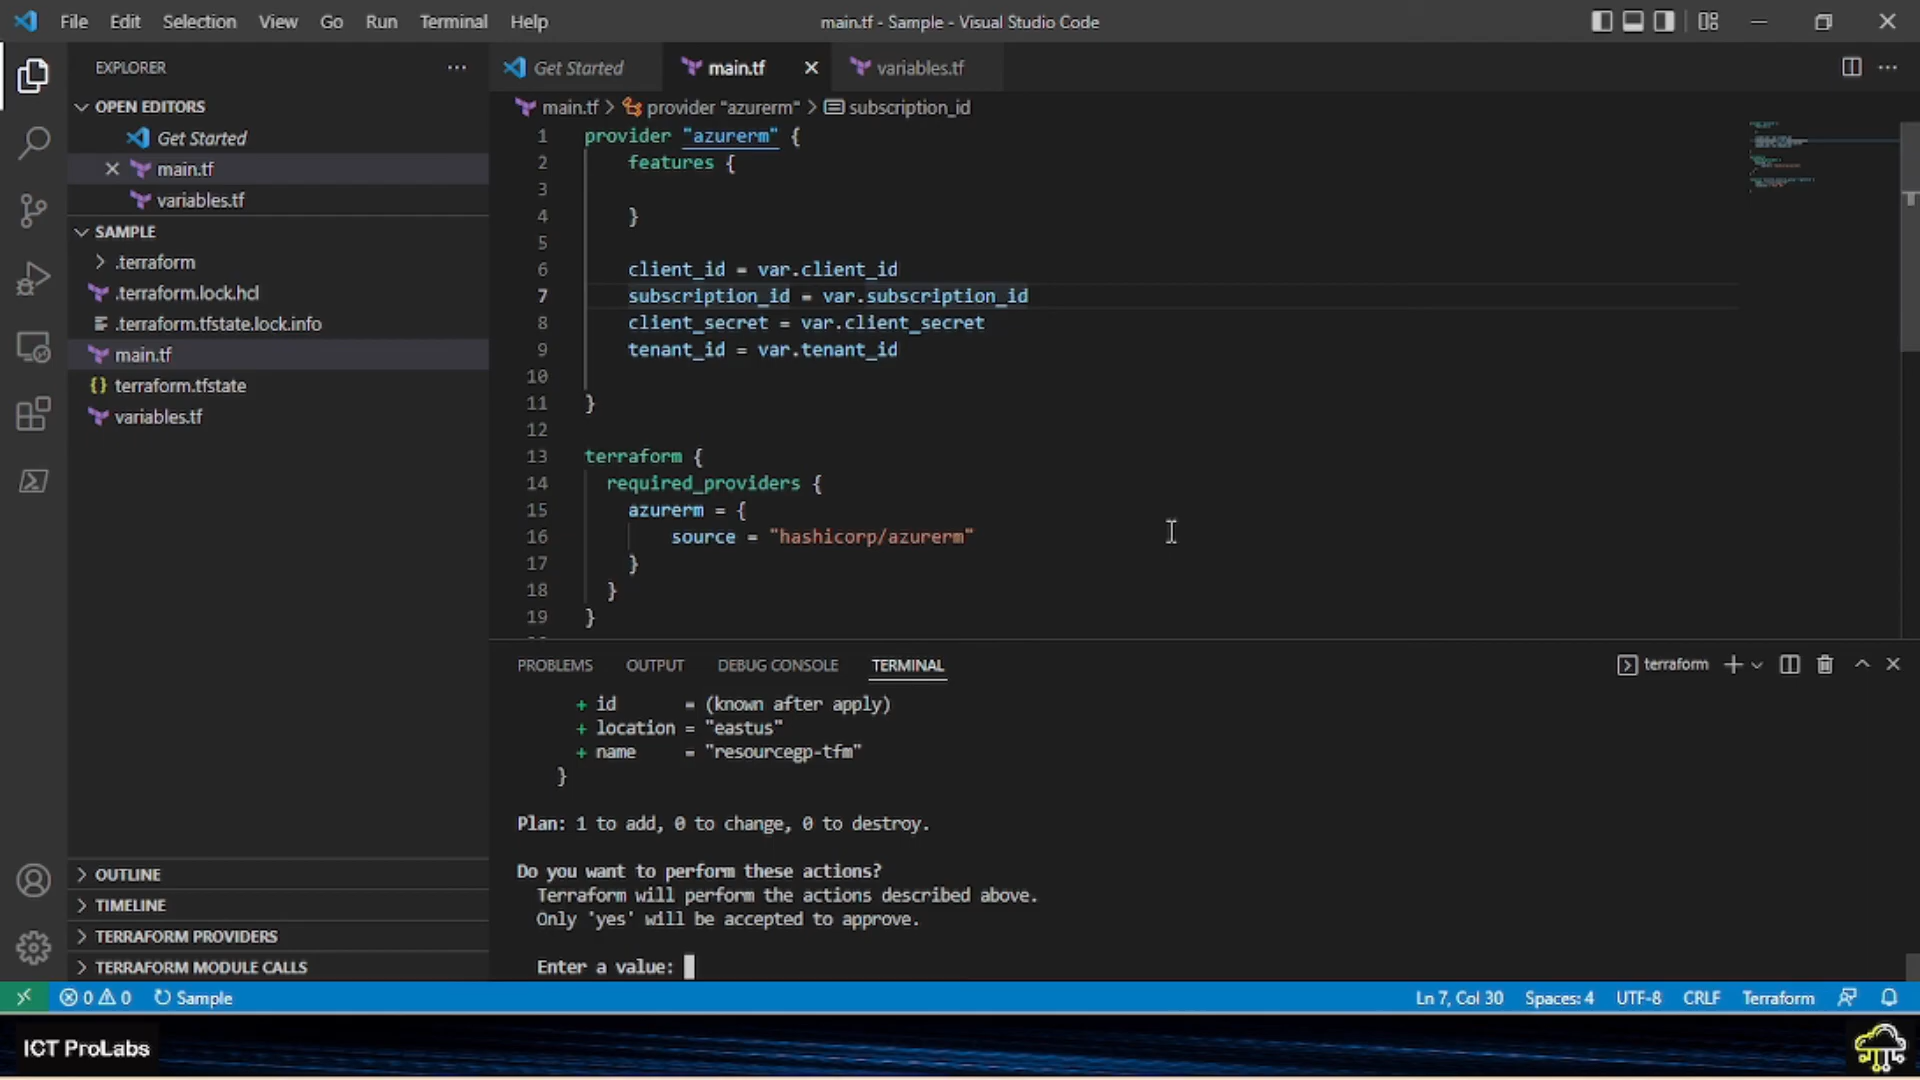 File Edit Selection View Go Run Terminal Help
main.tf - Sample - Visual Studio Code
EXPLORER
OPEN EDITORS
Get Started
main.tf
variables.tf
SAMPLE
.terraform
.terraform.lock.hcl
.terraform.tfstate.lock.info
main.tf
terraform.tfstate
variables.tf
OUTLINE
TIMELINE
TERRAFORM PROVIDERS
TERRAFORM MODULE CALLS
Get Started main.tf variables.tf
main.tf > provider "azurerm" > subscription_id
1 provider "azurerm" {
2 features {
3
4 }
5
6 client_id = var.client_id
7 subscription_id = var.subscription_id
8 client_secret = var.client_secret
9 tenant_id = var.tenant_id
10
11 }
12
13 terraform {
14 required_providers {
15 azurerm = {
16 source = "hashicorp/azurerm"
17 }
18 }
19 }
PROBLEMS OUTPUT DEBUG CONSOLE TERMINAL
terraform
+ id = (known after apply)
+ location = "eastus"
+ name = "resourcegp-tfm"
}
Plan: 1 to add, 0 to change, 0 to destroy.
Do you want to perform these actions?
Terraform will perform the actions described above.
Only 'yes' will be accepted to approve.
Enter a value:
0 0 Sample
Ln 7, Col 30 Spaces: 4 UTF-8 CRLF Terraform
ICT ProLabs